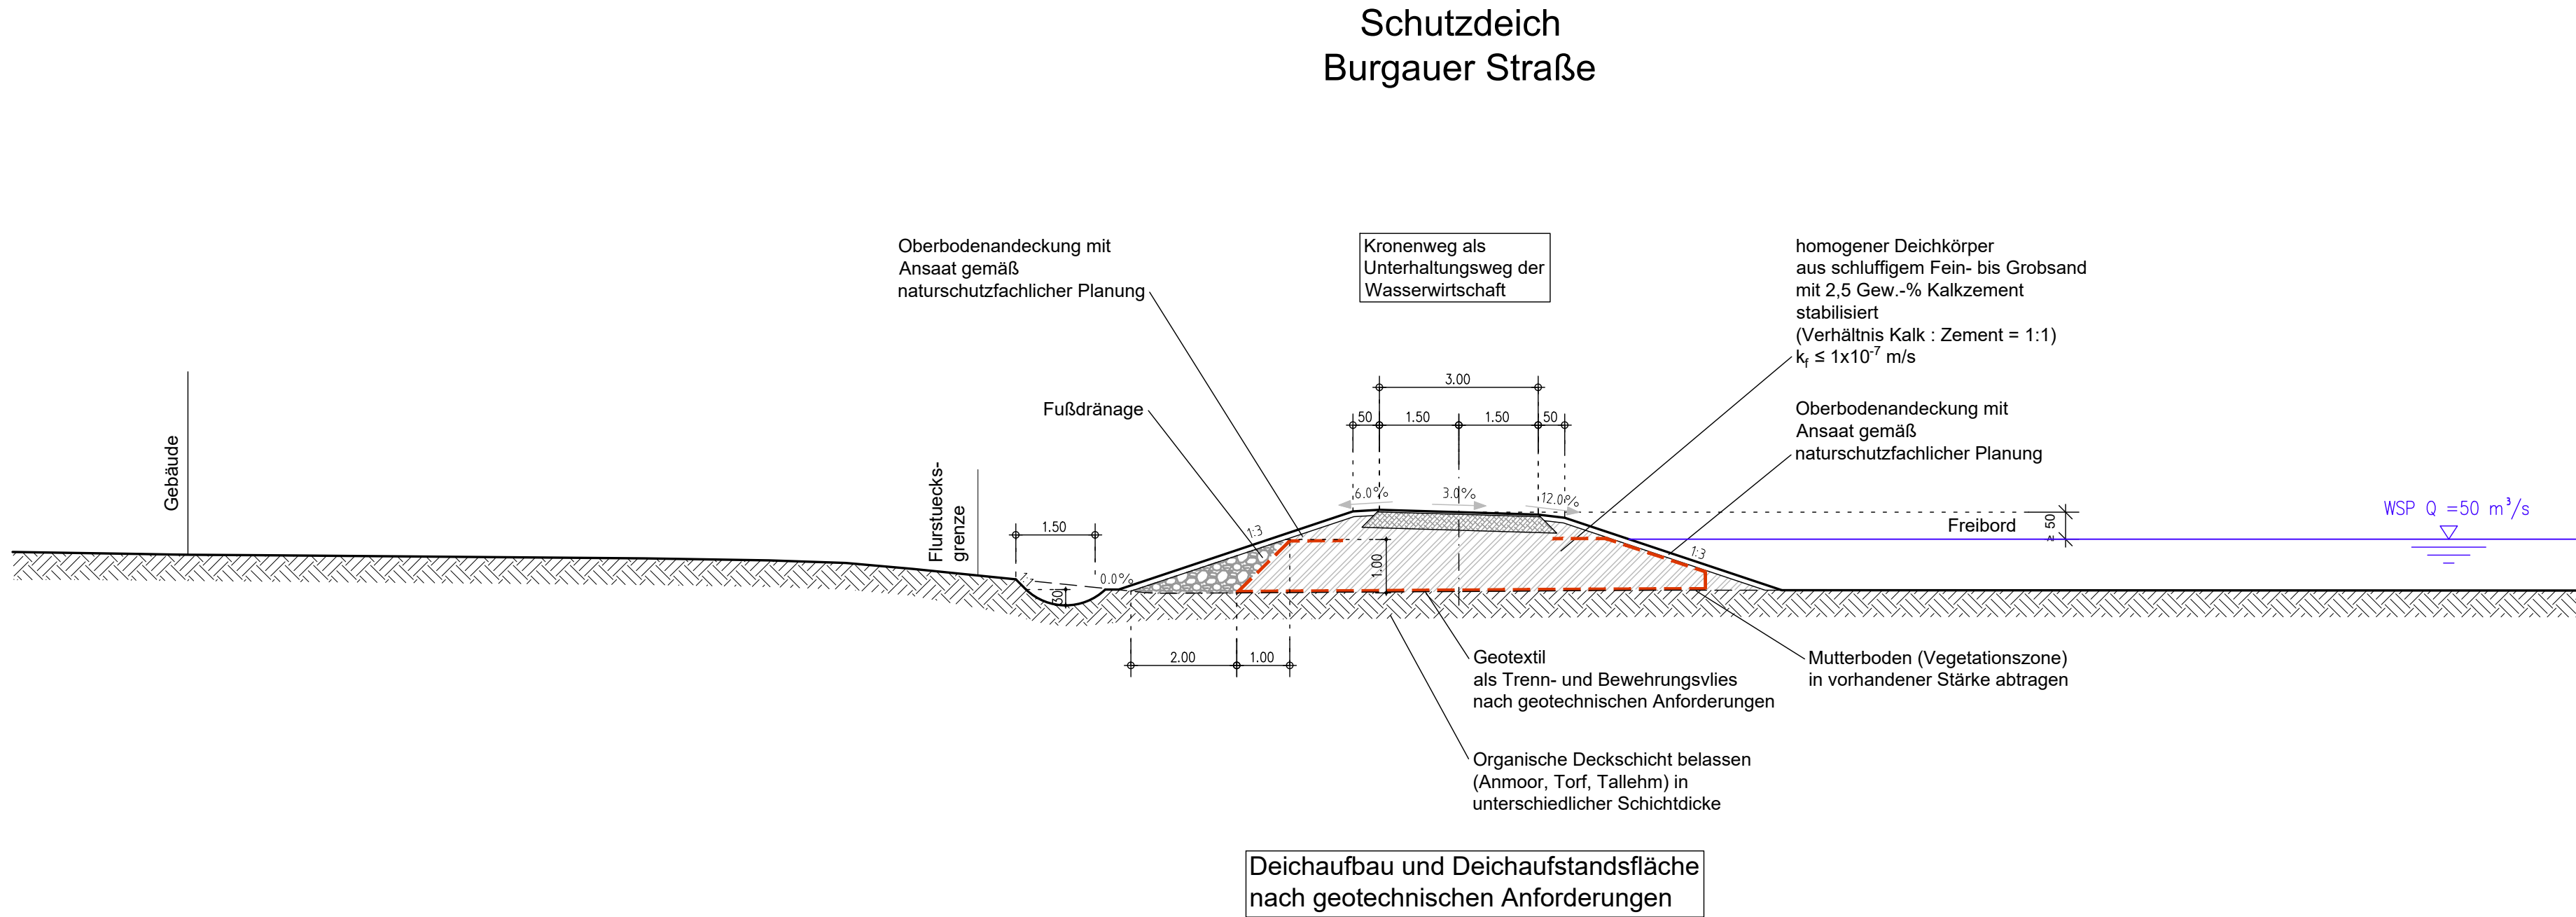 Schutzdeich
Burgauer Straße
Oberbodenandeckung mit
Ansaat gemäß
naturschutzfachlicher Planung
Kronenweg als
Unterhaltungsweg der
Wasserwirtschaft
homogener Deichkörper
aus schluffigem Fein- bis Grobsand
mit 2,5 Gew.-% Kalkzement
stabilisiert
(Verhältnis Kalk : Zement = 1:1)
kf ≤ 1x10-7 m/s
Fußdränage
3.00
50
1.50
1.50
50
Oberbodenandeckung mit
Ansaat gemäß
naturschutzfachlicher Planung
Gebäude
Flurstuecks-
grenze
1.50
6.0%
3.0%
12.0%
1:3
1:3
Freibord
≈ 50
WSP Q =50 m³/s
1:1
0.0%
30
1.00
2.00
1.00
Geotextil
als Trenn- und Bewehrungsvlies
nach geotechnischen Anforderungen
Mutterboden (Vegetationszone)
in vorhandener Stärke abtragen
Organische Deckschicht belassen
(Anmoor, Torf, Tallehm) in
unterschiedlicher Schichtdicke
Deichaufbau und Deichaufstandsfläche
nach geotechnischen Anforderungen